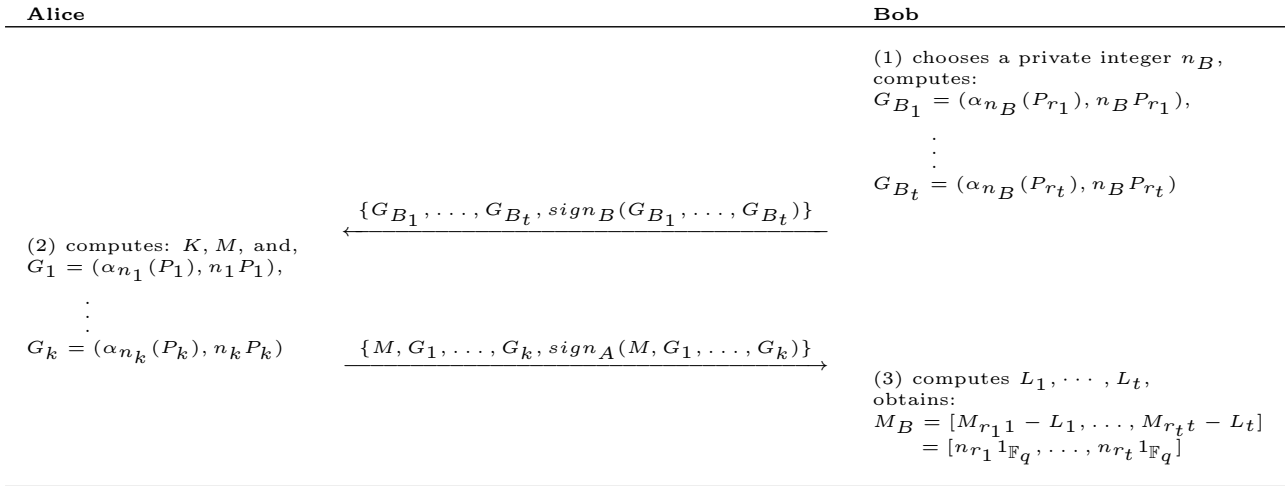 Alice Bob
(1) chooses a private integer n_B,
computes:
G_{B_1} = (α_{n_B}(P_{r_1}), n_B P_{r_1}),
.
.
.
G_{B_t} = (α_{n_B}(P_{r_t}), n_B P_{r_t})
{G_{B_1}, . . . , G_{B_t}, sign_B(G_{B_1}, . . . , G_{B_t})}
(2) computes: K, M, and,
G_1 = (α_{n_1}(P_1), n_1 P_1),
.
.
.
G_k = (α_{n_k}(P_k), n_k P_k)
{M, G_1, . . . , G_k, sign_A(M, G_1, . . . , G_k)}
(3) computes L_1, · · · , L_t,
obtains:
M_B = [M_{r_1 1} − L_1, . . . , M_{r_t t} − L_t]
= [n_{r_1} 1_{𝔽_q}, . . . , n_{r_t} 1_{𝔽_q}]